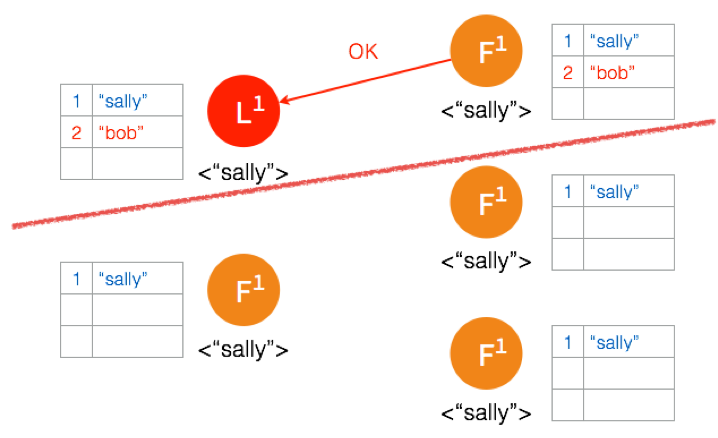 OK
F¹
1 “sally”
2 “bob”
<“sally”>
1 “sally”
2 “bob”
L¹
<“sally”>
F¹
1 “sally”
<“sally”>
1 “sally”
F¹
<“sally”>
F¹
1 “sally”
<“sally”>